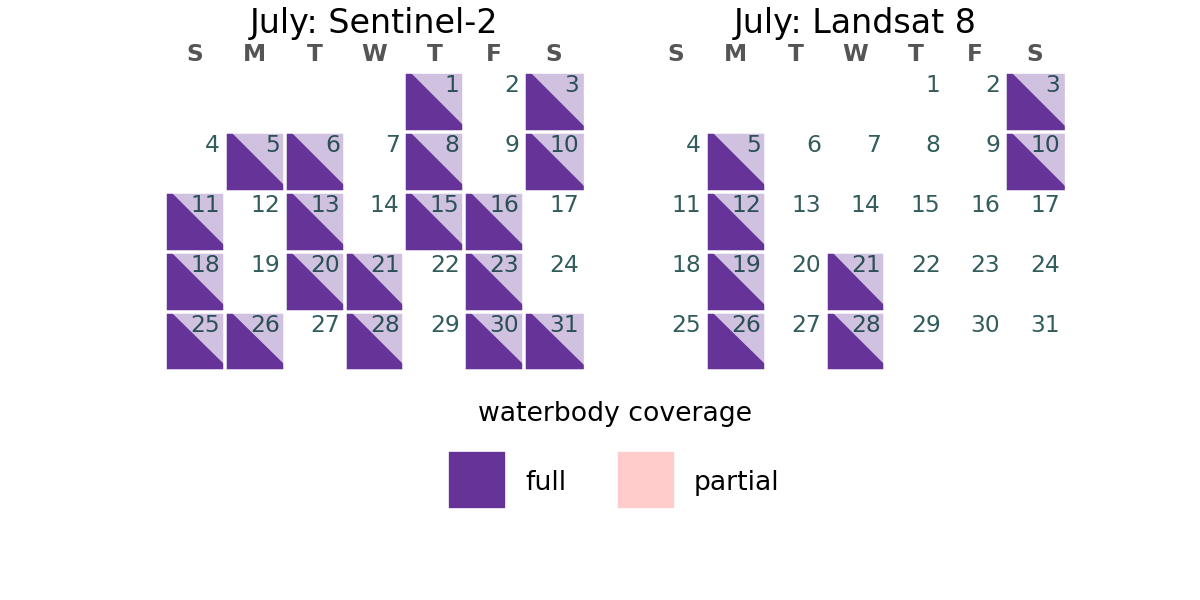 July: Sentinel-2
S M T W T F S
1 2 3
4 5 6 7 8 9 10
11 12 13 14 15 16 17
18 19 20 21 22 23 24
25 26 27 28 29 30 31
July: Landsat 8
S M T W T F S
1 2 3
4 5 6 7 8 9 10
11 12 13 14 15 16 17
18 19 20 21 22 23 24
25 26 27 28 29 30 31
waterbody coverage
full partial